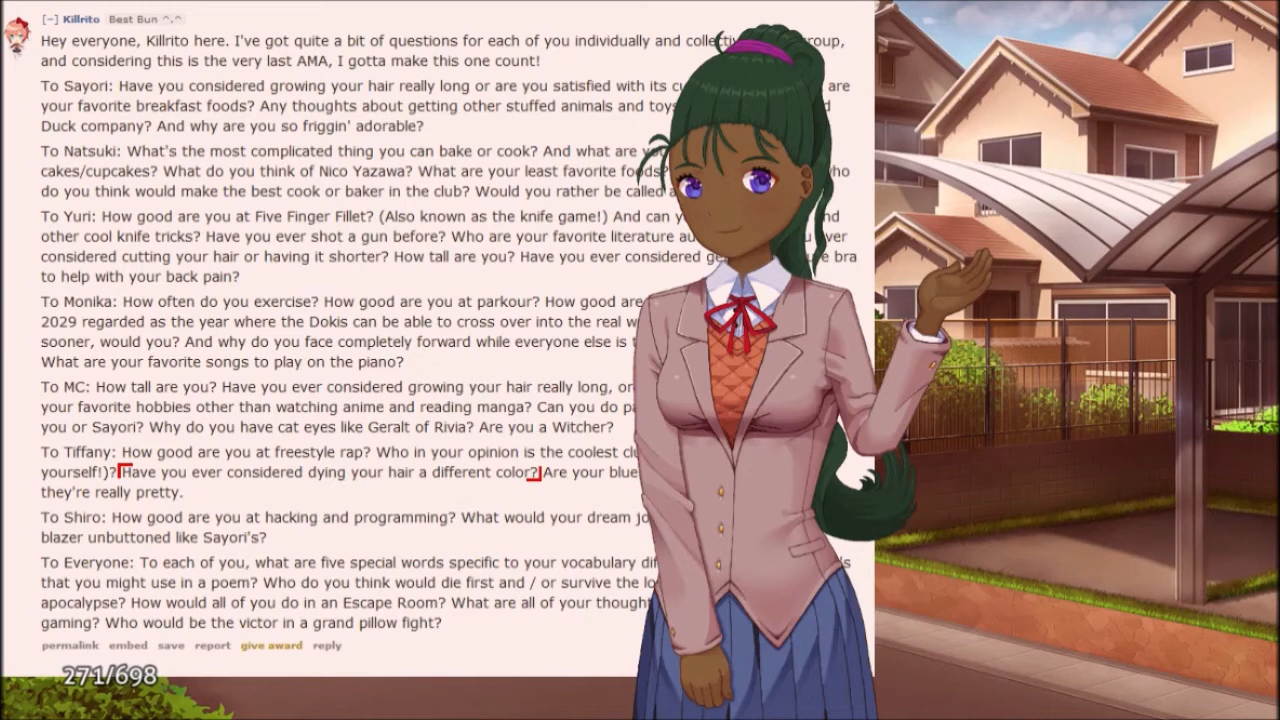 [−] Killrito Best Bun ^.^
Hey everyone, Killrito here. I've got quite a bit of questions for each of you individually and group,
and considering this is the very last AMA, I gotta make this one count!
To Sayori: Have you considered growing your hair really long or are you satisfied with its are
your favorite breakfast foods? Any thoughts about getting other stuffed animals and
Duck company? And why are you so friggin' adorable?
To Natsuki: What's the most complicated thing you can bake or cook? And what are
cakes/cupcakes? What do you think of Nico Yazawa? What are your least favorite foods?
do you think would make the best cook or baker in the club? Would you rather be called
To Yuri: How good are you at Five Finger Fillet? (Also known as the knife game!) And can
other cool knife tricks? Have you ever shot a gun before? Who are your favorite literature
considered cutting your hair or having it shorter? How tall are you? Have you ever considered bra
to help with your back pain?
To Monika: How often do you exercise? How good are you at parkour? How good are
2029 regarded as the year where the Dokis can be able to cross over into the real
sooner, would you? And why do you face completely forward while everyone else is
What are your favorite songs to play on the piano?
To MC: How tall are you? Have you ever considered growing your hair really long, or
your favorite hobbies other than watching anime and reading manga? Can you do
you or Sayori? Why do you have cat eyes like Geralt of Rivia? Are you a Witcher?
To Tiffany: How good are you at freestyle rap? Who in your opinion is the coolest
yourself!)? Have you ever considered dying your hair a different color? Are your blue
they're really pretty.
To Shiro: How good are you at hacking and programming? What would your dream
blazer unbuttoned like Sayori's?
To Everyone: To each of you, what are five special words specific to your vocabulary
that you might use in a poem? Who do you think would die first and / or survive the
apocalypse? How would all of you do in an Escape Room? What are all of your
gaming? Who would be the victor in a grand pillow fight?
permalink embed save report give award reply
271/698